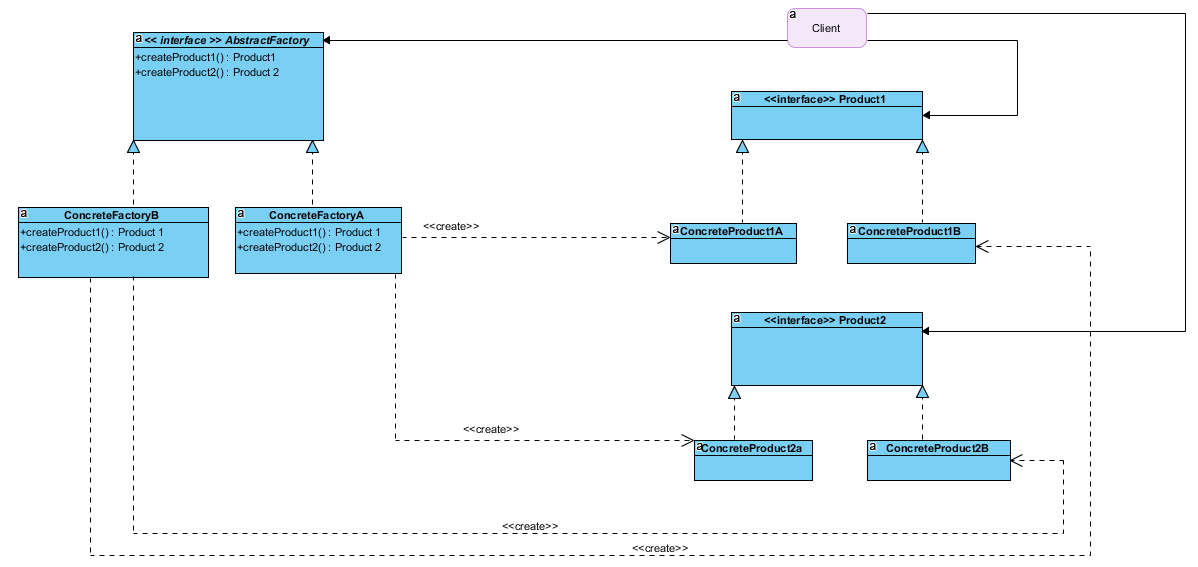 a
Client
a << interface >> AbstractFactory
+createProduct1() : Product1
+createProduct2() : Product 2
a <<interface>> Product1
a ConcreteFactoryB
+createProduct1() : Product 1
+createProduct2() : Product 2
a ConcreteFactoryA
+createProduct1() : Product 1
+createProduct2() : Product 2
<<create>>
a ConcreteProduct1A
a ConcreteProduct1B
a <<interface>> Product2
<<create>>
a ConcreteProduct2a
a ConcreteProduct2B
<<create>>
<<create>>